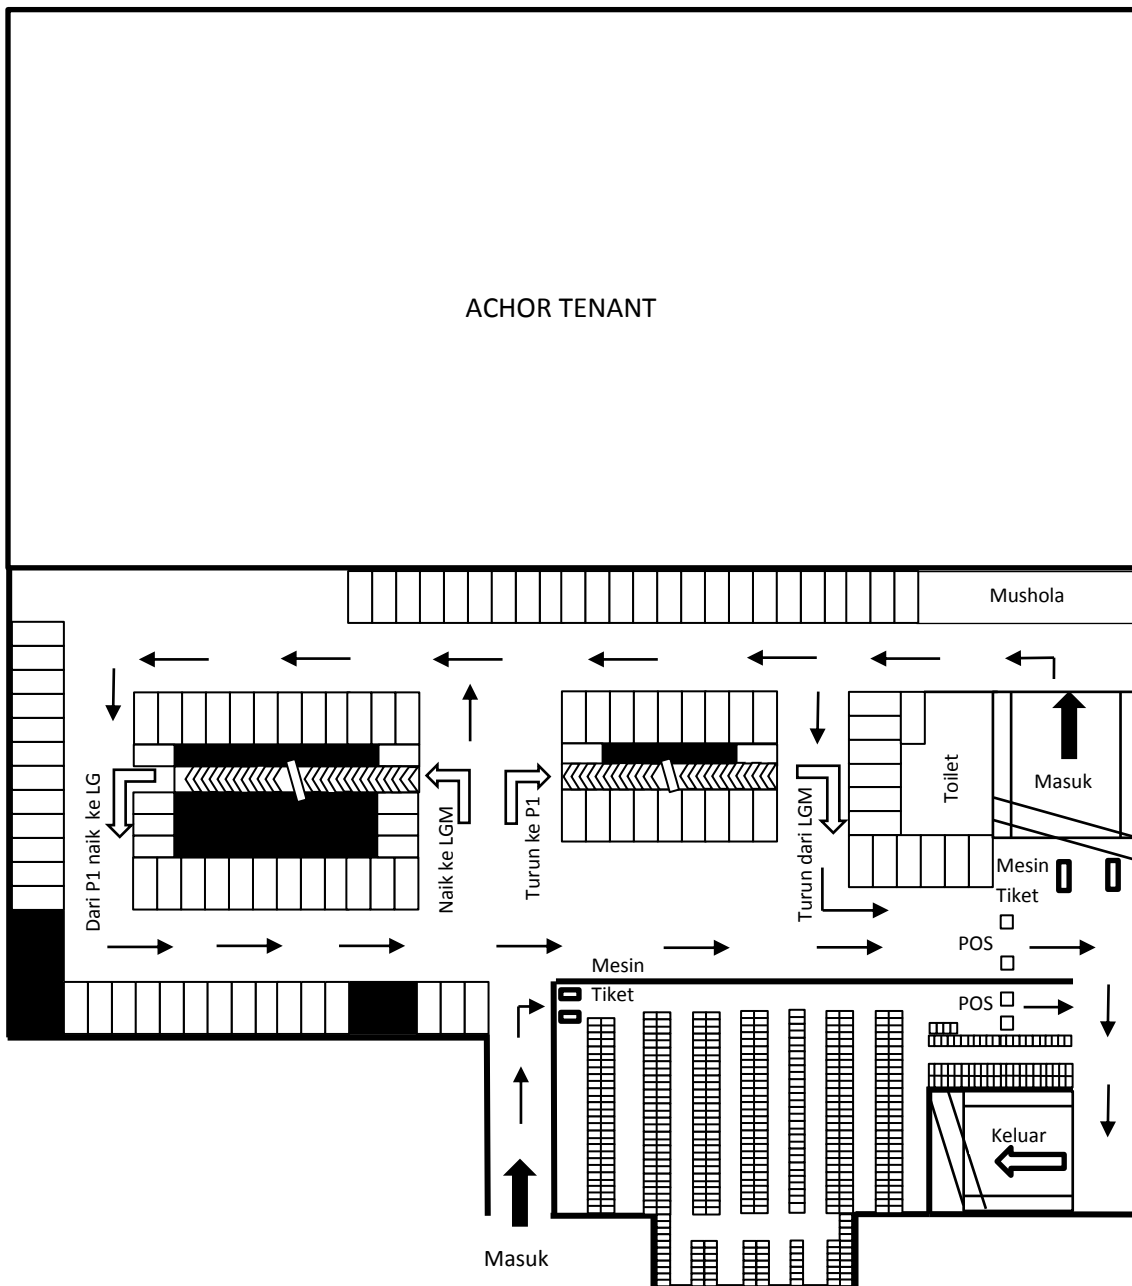 ACHOR TENANT
Mushola
Masuk
Toilet
Dari P1 naik ke LG
Naik ke LGM
Turun ke P1
Turun dari LGM
Mesin
Tiket
POS
Mesin
Tiket
POS
Keluar
Masuk